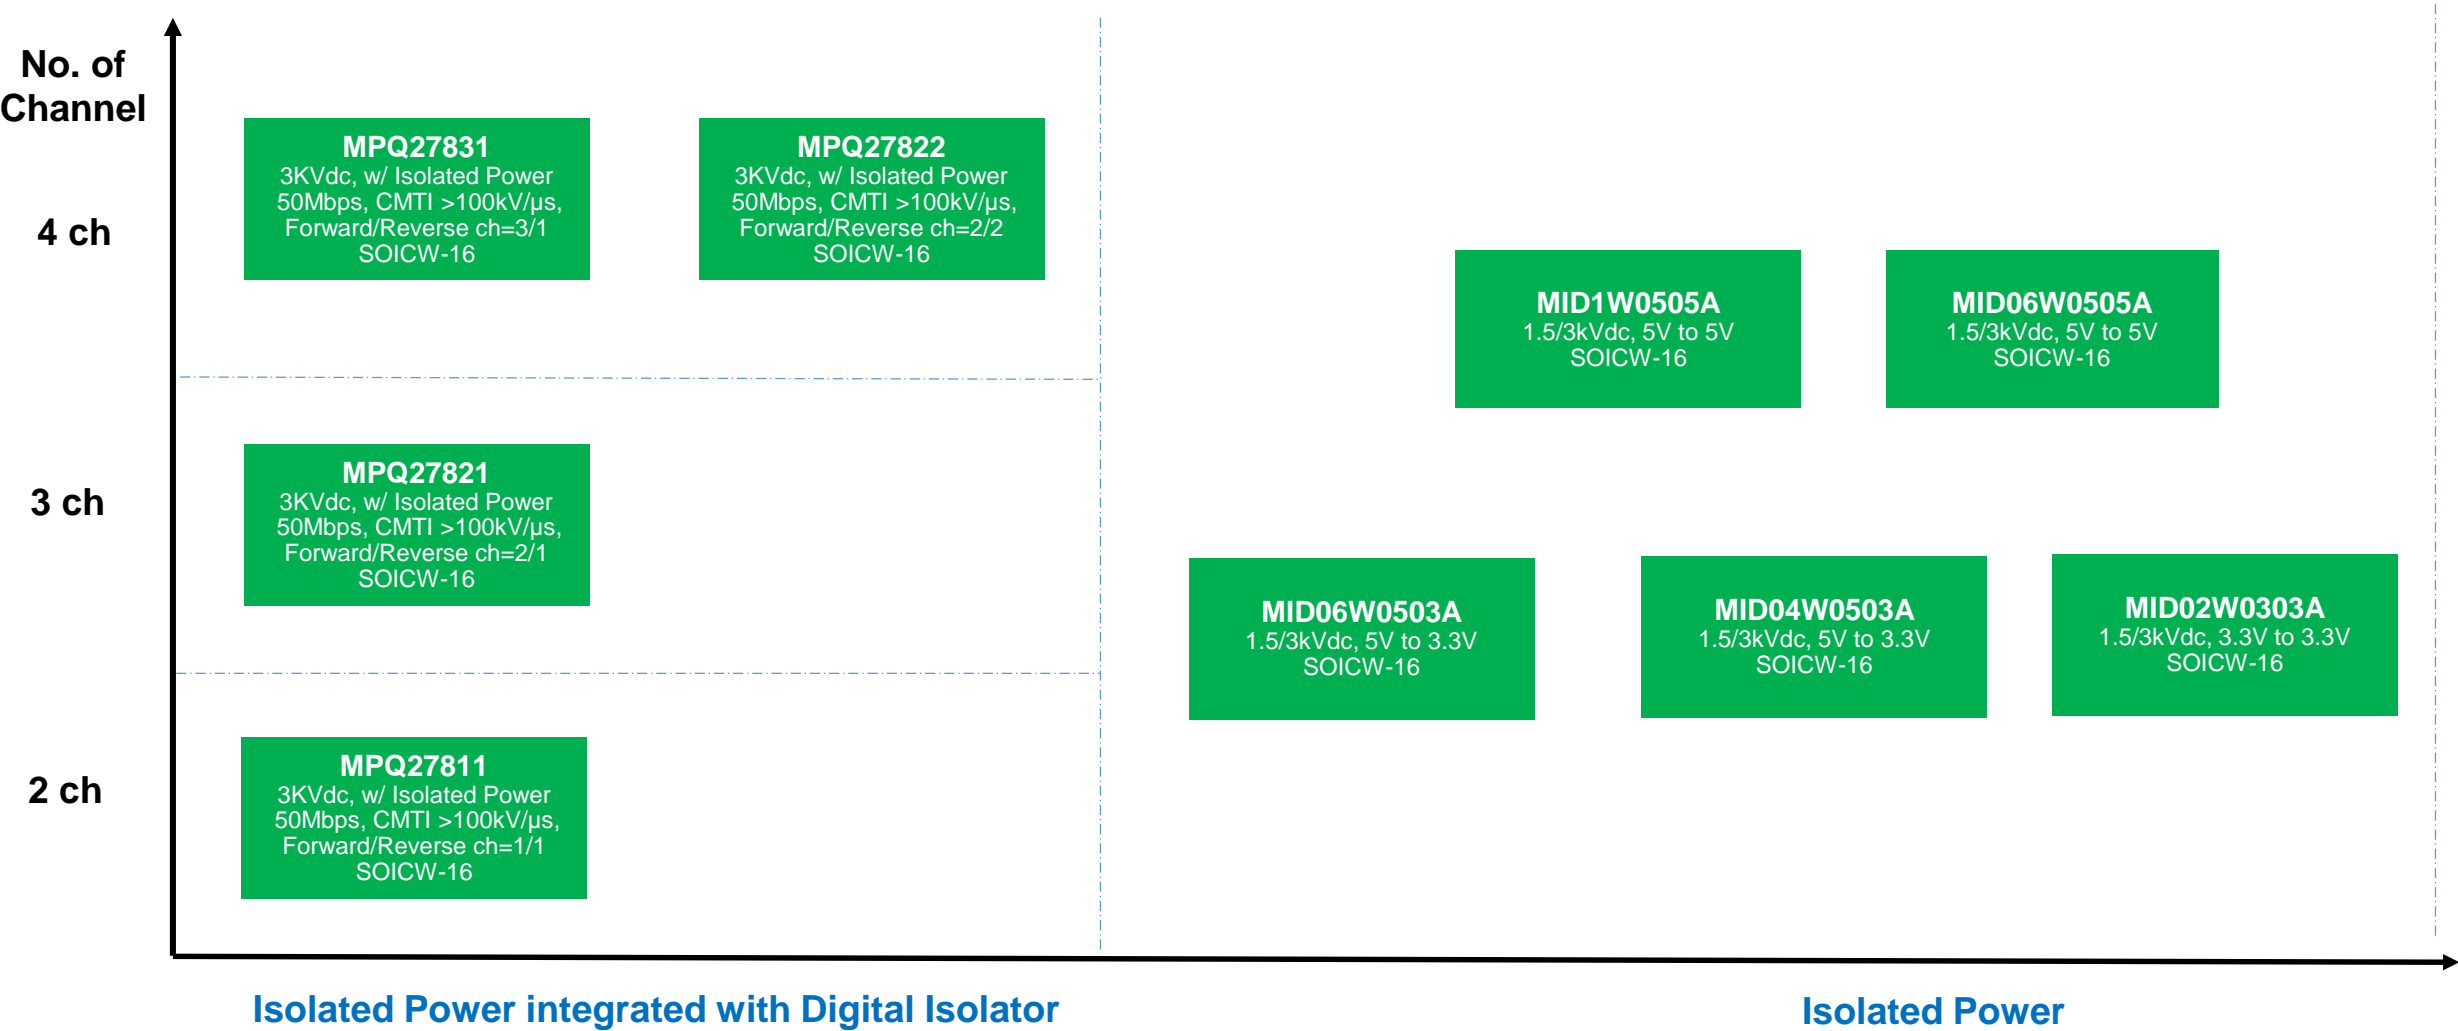 No. of
Channel
MPQ27831
3KVdc, w/ Isolated Power
50Mbps, CMTI >100kV/µs,
Forward/Reverse ch=3/1
SOICW-16
MPQ27822
3KVdc, w/ Isolated Power
50Mbps, CMTI >100kV/µs,
Forward/Reverse ch=2/2
SOICW-16
4 ch
MID1W0505A
1.5/3kVdc, 5V to 5V
SOICW-16
MID06W0505A
1.5/3kVdc, 5V to 5V
SOICW-16
MPQ27821
3KVdc, w/ Isolated Power
50Mbps, CMTI >100kV/µs,
Forward/Reverse ch=2/1
SOICW-16
3 ch
MID06W0503A
1.5/3kVdc, 5V to 3.3V
SOICW-16
MID04W0503A
1.5/3kVdc, 5V to 3.3V
SOICW-16
MID02W0303A
1.5/3kVdc, 3.3V to 3.3V
SOICW-16
MPQ27811
3KVdc, w/ Isolated Power
50Mbps, CMTI >100kV/µs,
Forward/Reverse ch=1/1
SOICW-16
2 ch
Isolated Power integrated with Digital Isolator
Isolated Power